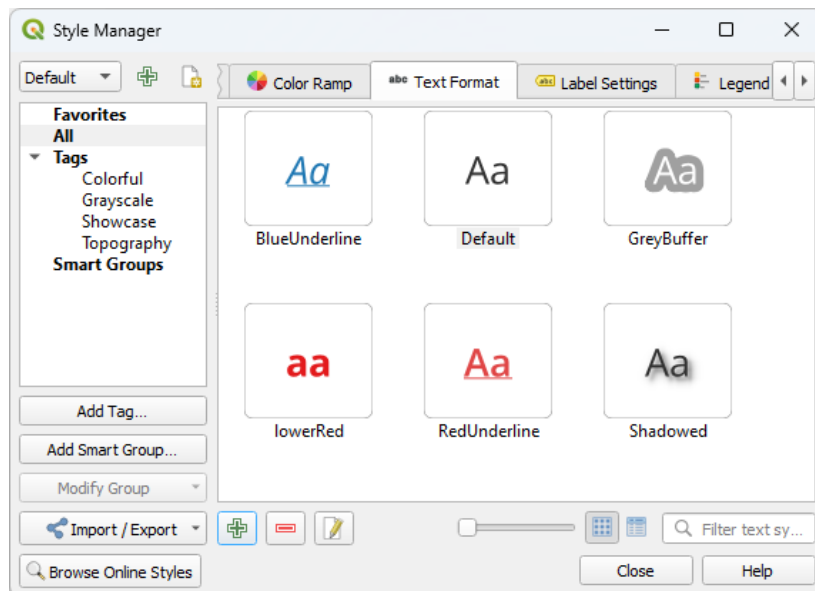 Style Manager
Default
Color Ramp
abc Text Format
abc Label Settings
Legend
Favorites
All
Tags
Colorful
Grayscale
Showcase
Topography
Smart Groups
Aa
BlueUnderline
Aa
Default
Aa
GreyBuffer
aa
lowerRed
Aa
RedUnderline
Aa
Shadowed
Add Tag...
Add Smart Group...
Modify Group
Import / Export
Filter text sy...
Browse Online Styles
Close
Help